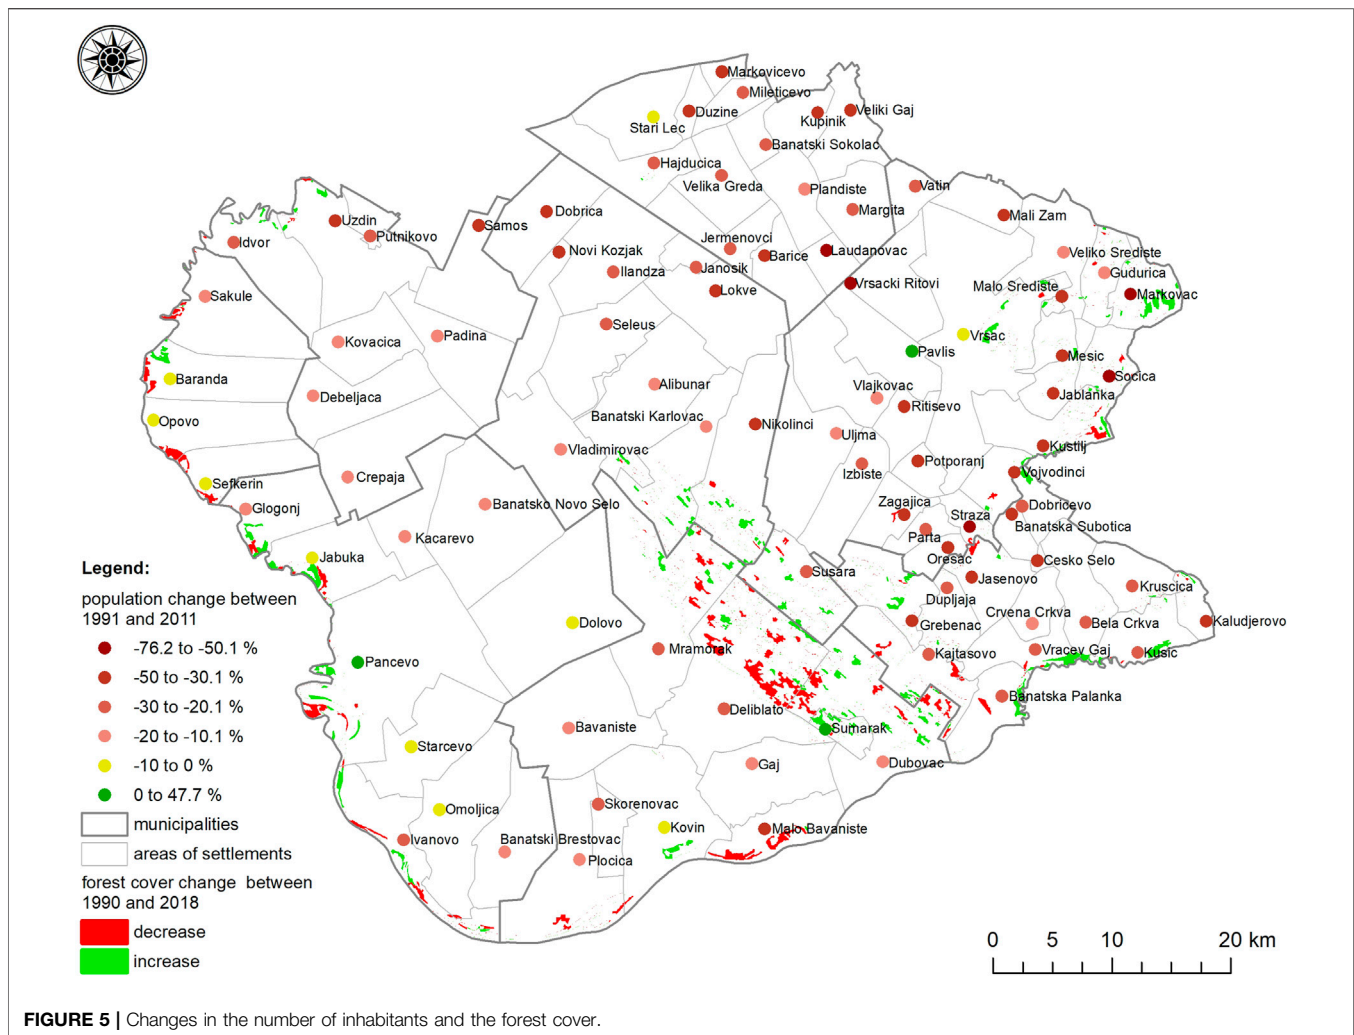 Markovicevo
Mileticevo
Duzine
Stari Lec
Kupinik
Veliki Gaj
Banatski Sokolac
Hajducica
Velika Greda
Plandiste
Vatin
Margita
Mali Zam
Dobrica
Samos
Uzdin
Putnikovo
Idvor
Novi Kozjak
Jermenovci
Barice
Laudanovac
Veliko Srediste
Gudurica
Ilandza
Janosik
Lokve
Vrsacki Ritovi
Malo Srediste
Markovac
Sakule
Seleus
Kovacica
Padina
Vrsac
Pavlis
Mesic
Socica
Baranda
Debeljaca
Alibunar
Vlajkovac
Ritisevo
Jablanka
Opovo
Banatski Karlovac
Nikolinci
Uljma
Kustilj
Vladimirovac
Izbiste
Potporanj
Vojvodinci
Sefkerin
Crepaja
Glogonj
Banatsko Novo Selo
Zagajica
Straza
Dobricevo
Banatska Subotica
Kacarevo
Parta
Oresac
Jabuka
Cesko Selo
Susara
Jasenovo
Dupljaja
Kruscica
Crvena Crkva
Grebenac
Bela Crkva
Kaludjerovo
Dolovo
Mramorak
Kajtasovo
Vracev Gaj
Kusic
Pancevo
Banatska Palanka
Deliblato
Sumarak
Bavaniste
Starcevo
Gaj
Dubovac
Omoljica
Skorenovac
Kovin
Malo Bavaniste
Ivanovo
Banatski Brestovac
Plocica
Legend:
population change between
1991 and 2011
-76.2 to -50.1 %
-50 to -30.1 %
-30 to -20.1 %
-20 to -10.1 %
-10 to 0 %
0 to 47.7 %
municipalities
areas of settlements
forest cover change between
1990 and 2018
decrease
increase
0 5 10 20 km
FIGURE 5 | Changes in the number of inhabitants and the forest cover.